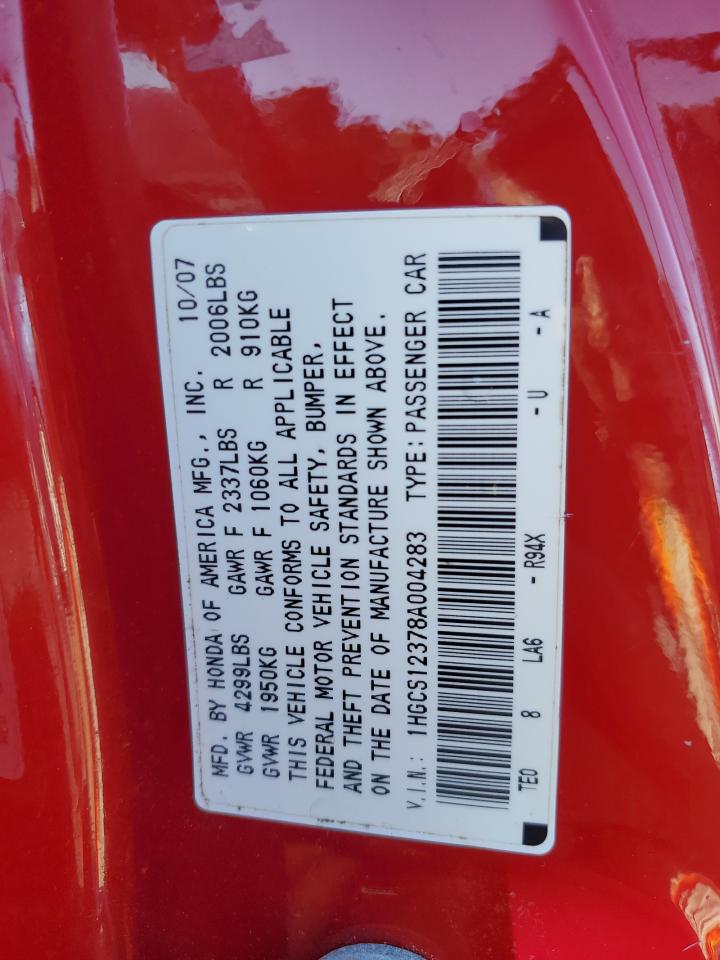 MFD. BY HONDA OF AMERICA MFG., INC. 10/07
GVWR 4299LBS GAWR F 2337LBS R 2006LBS
GVWR 1950KG GAWR F 1060KG R 910KG
THIS VEHICLE CONFORMS TO ALL APPLICABLE
FEDERAL MOTOR VEHICLE SAFETY, BUMPER,
AND THEFT PREVENTION STANDARDS IN EFFECT
ON THE DATE OF MANUFACTURE SHOWN ABOVE.
V.I.N.: 1HGCS12378A004283 TYPE:PASSENGER CAR
TE0 8 LA6 - R94X - U - A